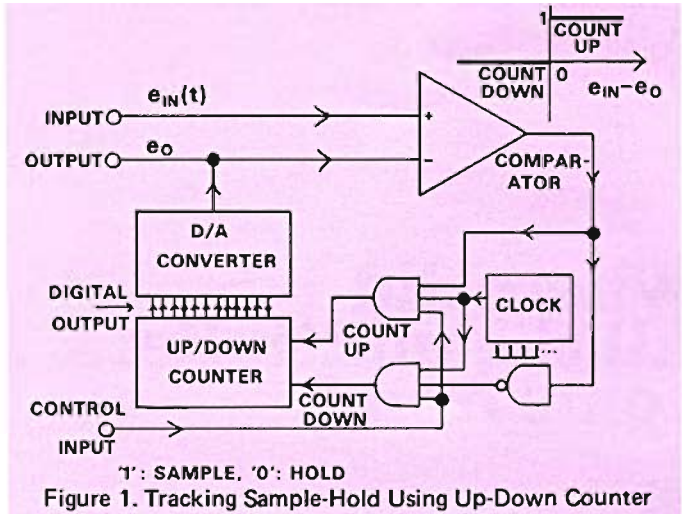 1
COUNT
UP
COUNT
DOWN
0
eIN–eO
INPUT
eIN(t)
+
OUTPUT
eO
–
COMPAR-
ATOR
D/A
CONVERTER
DIGITAL
OUTPUT
UP/DOWN
COUNTER
COUNT
UP
CLOCK
...
COUNT
DOWN
CONTROL
INPUT
'1': SAMPLE, '0': HOLD
Figure 1. Tracking Sample-Hold Using Up-Down Counter